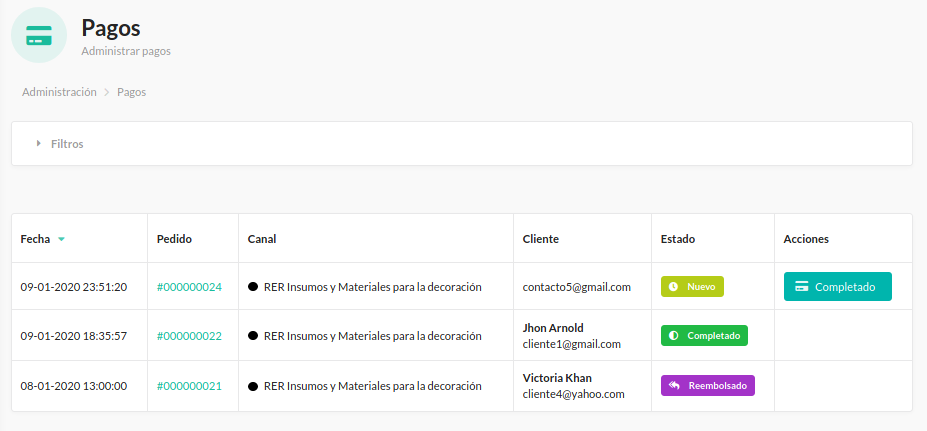 Pagos
Administrar pagos
Administración > Pagos
Filtros
Fecha Pedido Canal Cliente Estado Acciones
09-01-2020 23:51:20 #000000024 RER Insumos y Materiales para la decoración contacto5@gmail.com Nuevo Completado
09-01-2020 18:35:57 #000000022 RER Insumos y Materiales para la decoración Jhon Arnold Completado
cliente1@gmail.com
08-01-2020 13:00:00 #000000021 RER Insumos y Materiales para la decoración Victoria Khan Reembolsado
cliente4@yahoo.com